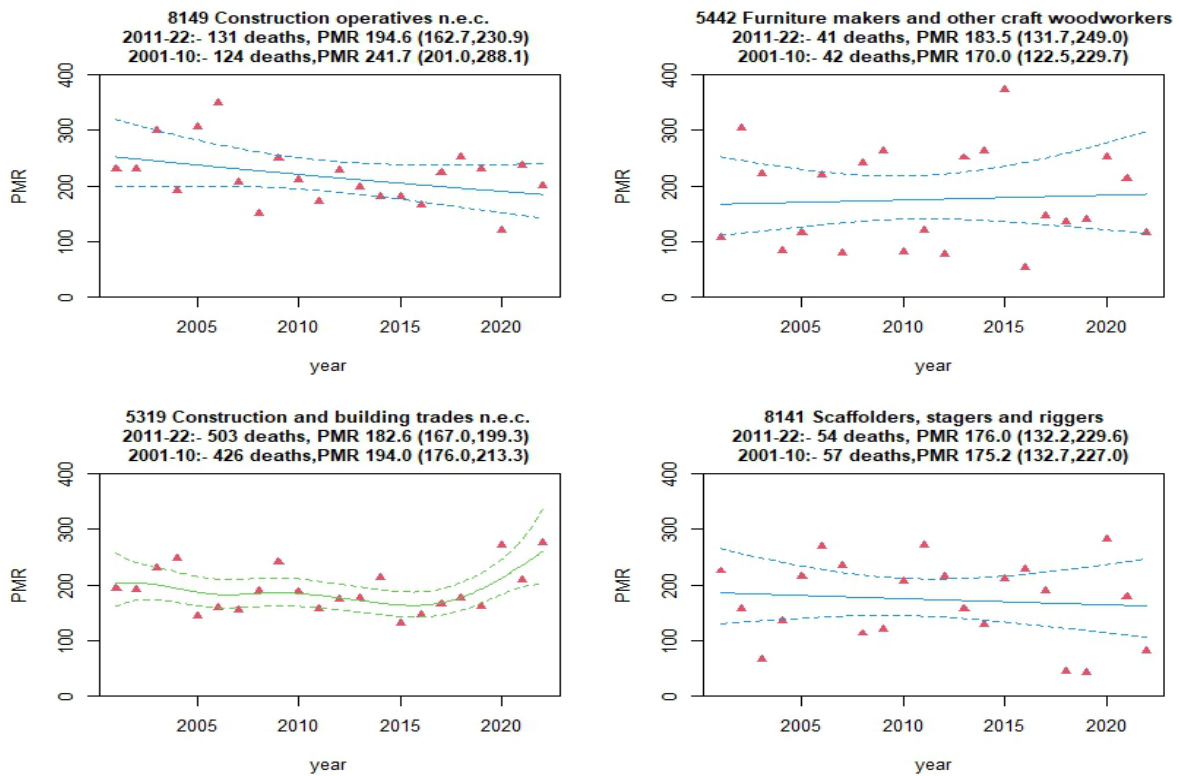 8149 Construction operatives n.e.c.
2011-22:- 131 deaths, PMR 194.6 (162.7,230.9)
2001-10:- 124 deaths,PMR 241.7 (201.0,288.1)
400
300
200
100
0
PMR
2005 2010 2015 2020
year
5442 Furniture makers and other craft woodworkers
2011-22:- 41 deaths, PMR 183.5 (131.7,249.0)
2001-10:- 42 deaths,PMR 170.0 (122.5,229.7)
400
300
200
100
0
PMR
2005 2010 2015 2020
year
5319 Construction and building trades n.e.c.
2011-22:- 503 deaths, PMR 182.6 (167.0,199.3)
2001-10:- 426 deaths,PMR 194.0 (176.0,213.3)
400
300
200
100
0
PMR
2005 2010 2015 2020
year
8141 Scaffolders, stagers and riggers
2011-22:- 54 deaths, PMR 176.0 (132.2,229.6)
2001-10:- 57 deaths,PMR 175.2 (132.7,227.0)
400
300
200
100
0
PMR
2005 2010 2015 2020
year